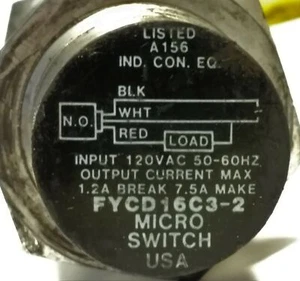 LISTED
A156
IND. CON. EQ.
BLK
WHT
N.O.
RED
LOAD
INPUT 120VAC 50-60HZ
OUTPUT CURRENT MAX
1.2A BREAK 7.5A MAKE
FYCD16C3-2
MICRO
SWITCH
USA